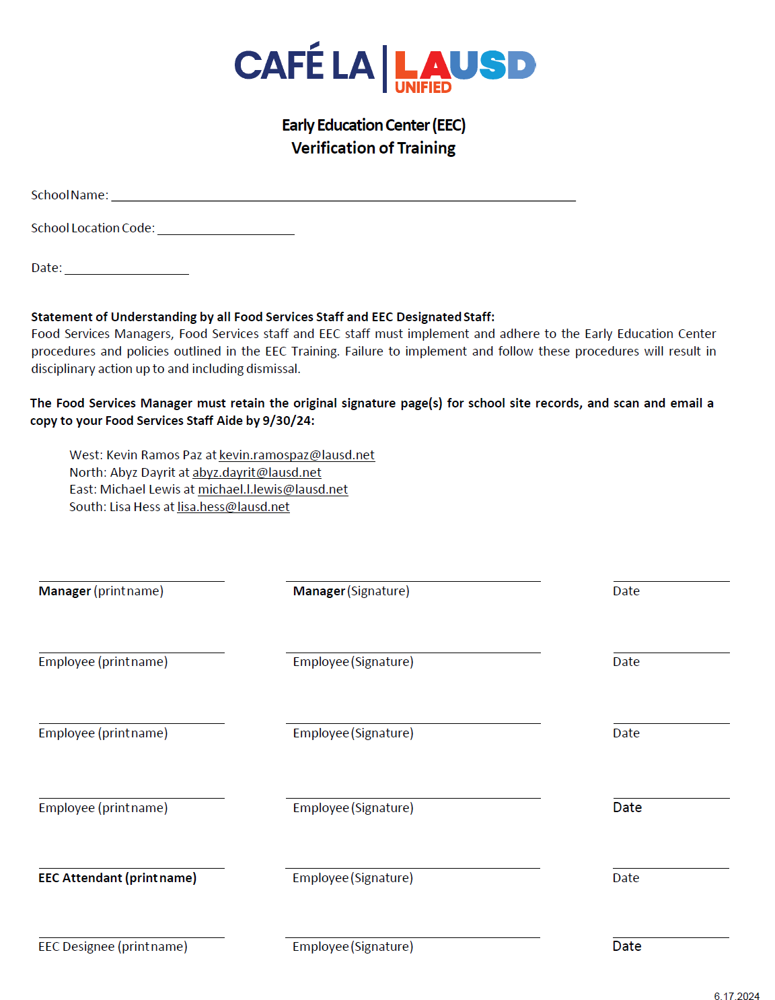 CAFÉ LA LAUSD
UNIFIED
Early Education Center (EEC)
Verification of Training
School Name:
School Location Code:
Date:
Statement of Understanding by all Food Services Staff and EEC Designated Staff:
Food Services Managers, Food Services staff and EEC staff must implement and adhere to the Early Education Center
procedures and policies outlined in the EEC Training. Failure to implement and follow these procedures will result in
disciplinary action up to and including dismissal.
The Food Services Manager must retain the original signature page(s) for school site records, and scan and email a
copy to your Food Services Staff Aide by 9/30/24:
West: Kevin Ramos Paz at kevin.ramospaz@lausd.net
North: Abyz Dayrit at abyz.dayrit@lausd.net
East: Michael Lewis at michael.l.lewis@lausd.net
South: Lisa Hess at lisa.hess@lausd.net
Manager (print name) Manager (Signature) Date
Employee (print name) Employee (Signature) Date
Employee (print name) Employee (Signature) Date
Employee (print name) Employee (Signature) Date
EEC Attendant (print name) Employee (Signature) Date
EEC Designee (print name) Employee (Signature) Date
6.17.2024